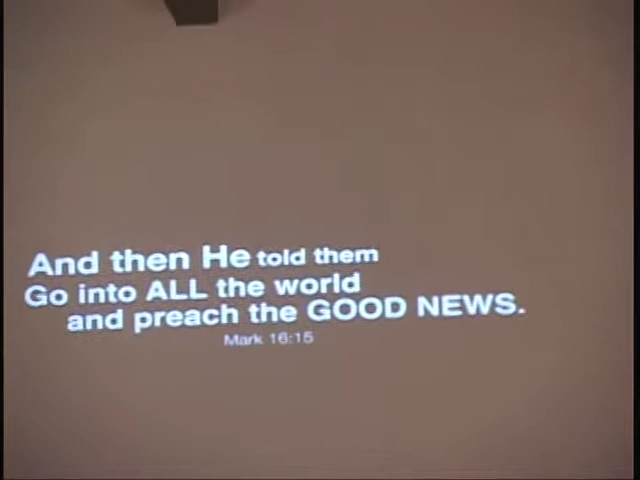 And then He told them
Go into ALL the world
and preach the GOOD NEWS.
Mark 16:15